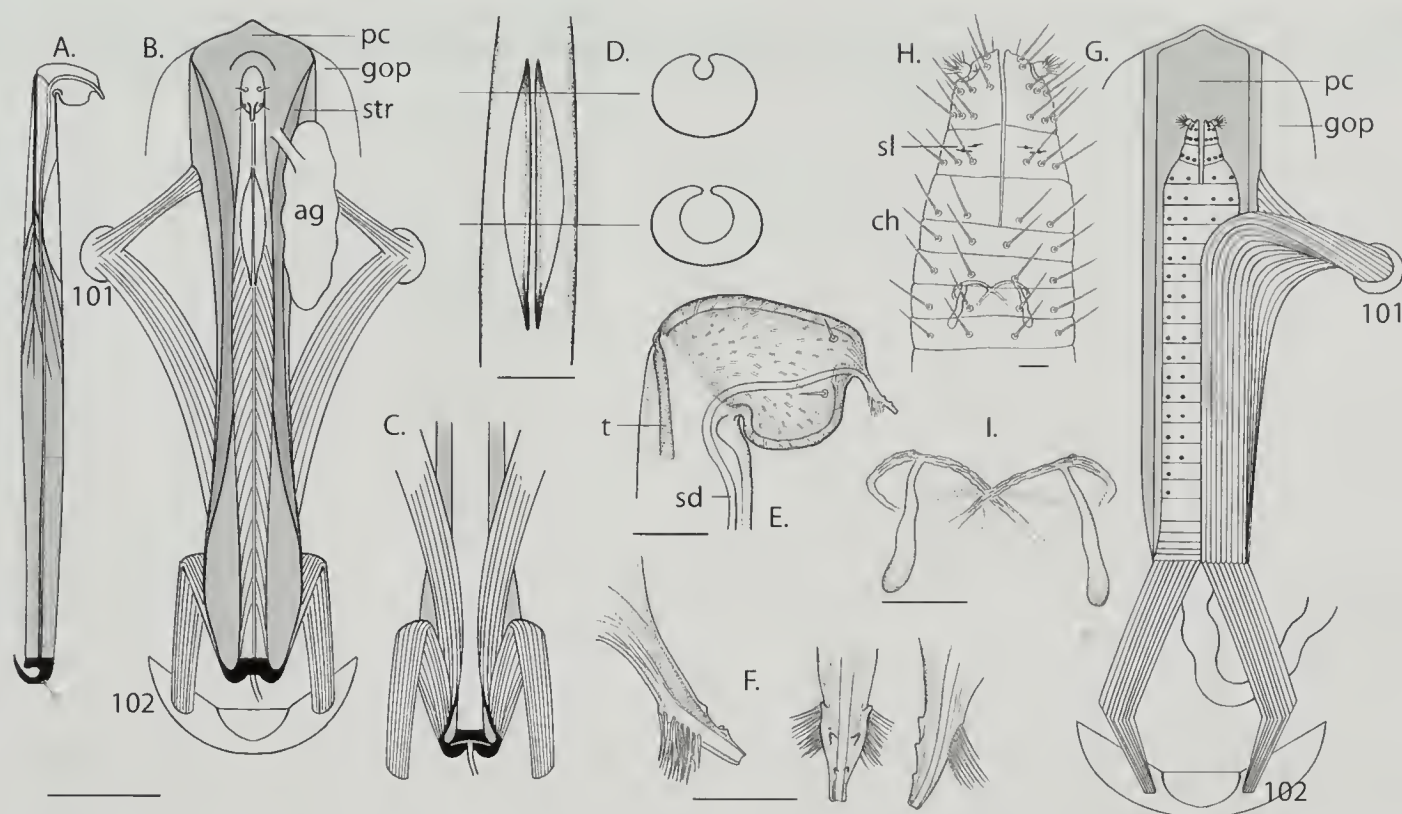 A.
B.
pc
gop
str
ag
101
102
C.
D.
t
sd
E.
F.
H.
sl
ch
I.
G.
pc
gop
101
102